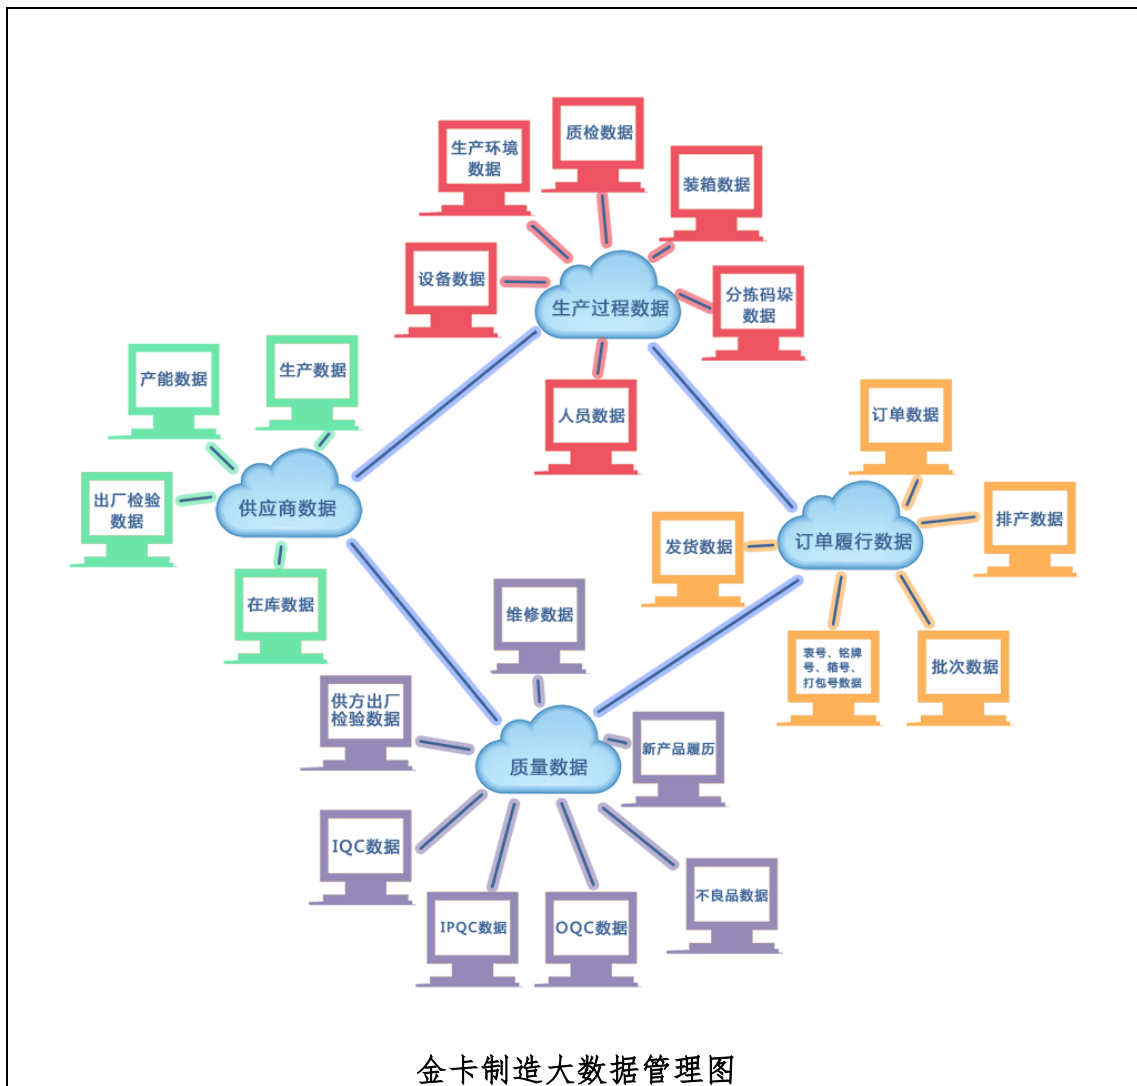 质检数据
生产环境
数据
装箱数据
设备数据
分拣码垛
数据
生产过程数据
人员数据
产能数据
生产数据
出厂检验
数据
供应商数据
在库数据
订单数据
排产数据
发货数据
订单履行数据
表号、铭牌
号、箱号、
打包号数据
批次数据
维修数据
供方出厂
检验数据
新产品履历
质量数据
IQC数据
IPQC数据
OQC数据
不良品数据
金卡制造大数据管理图